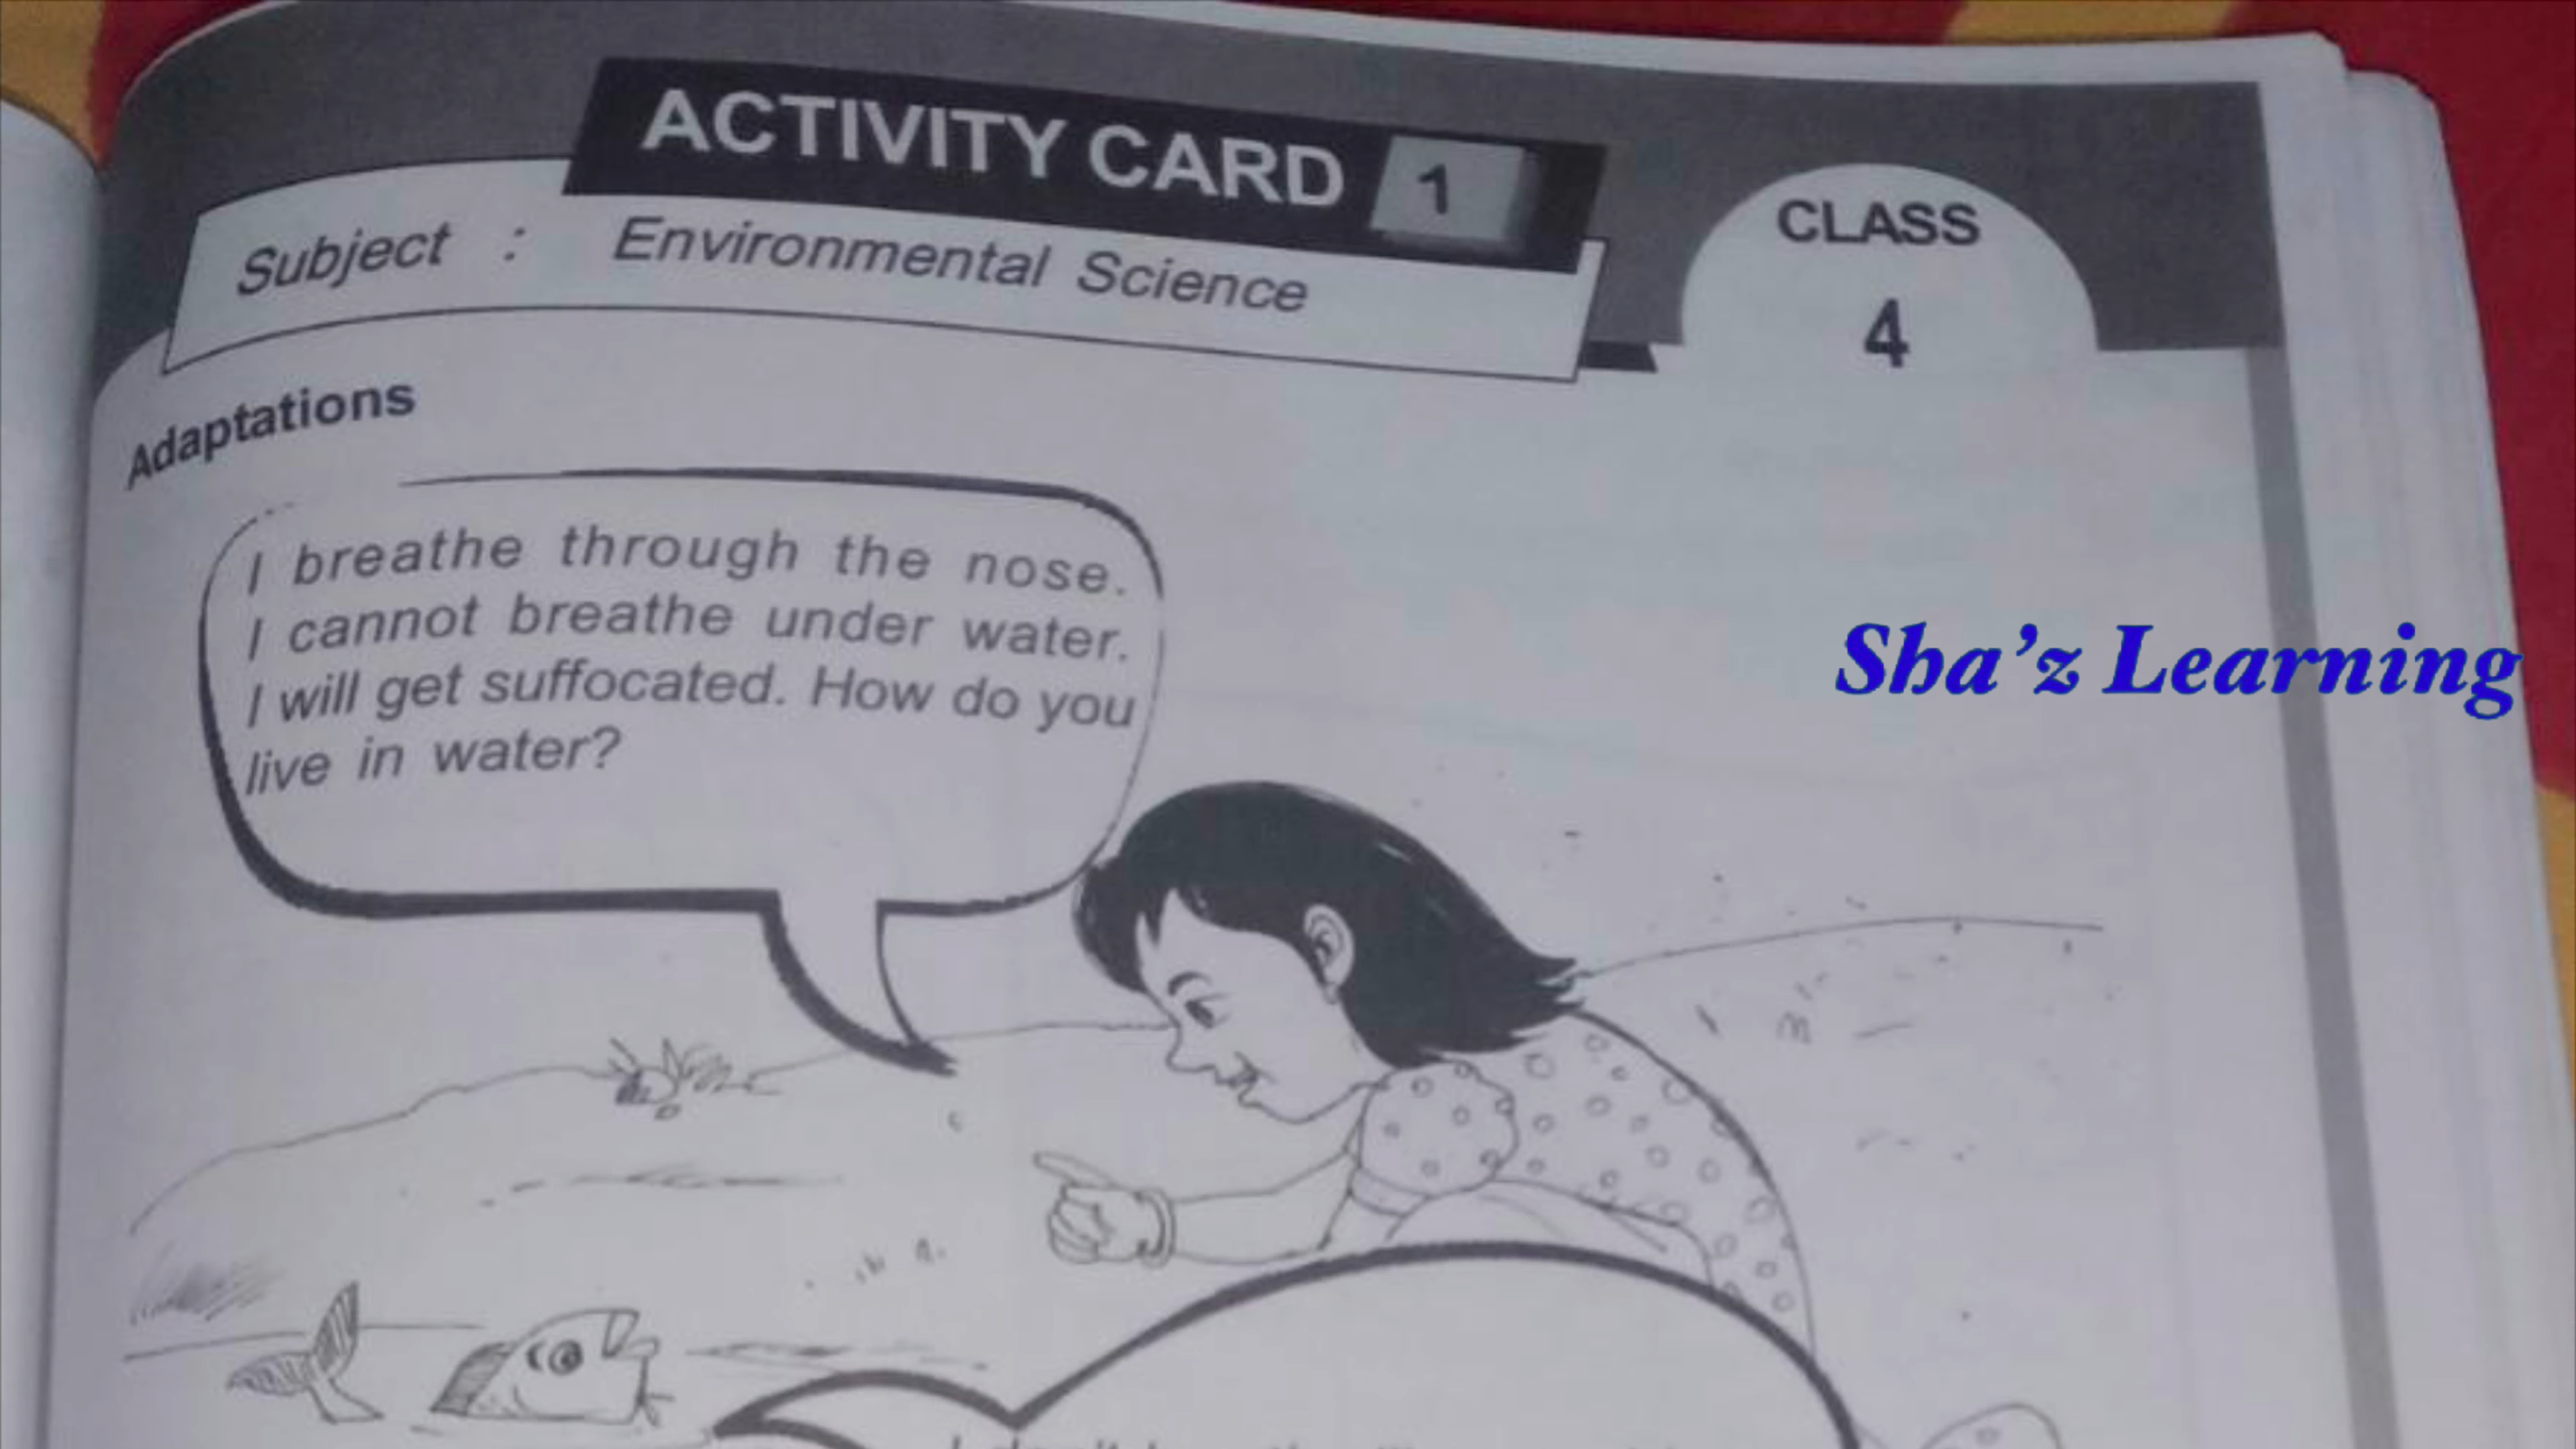 ACTIVITY CARD 1
Subject : Environmental Science
CLASS
4
Adaptations
I breathe through the nose.
I cannot breathe under water.
I will get suffocated. How do you
live in water?
Sha'z Learning